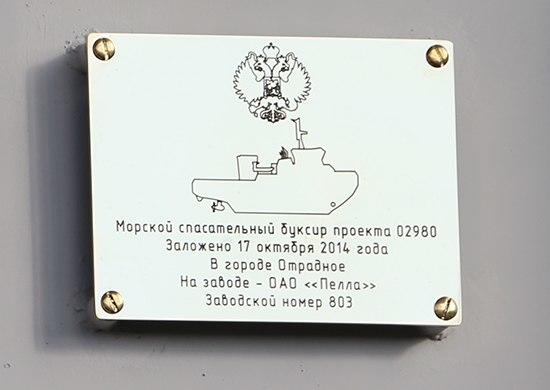 Морской спасательный буксир проекта 02980
Заложено 17 октября 2014 года
В городе Отрадное
На заводе - ОАО <<Пелла>>
Заводской номер 803